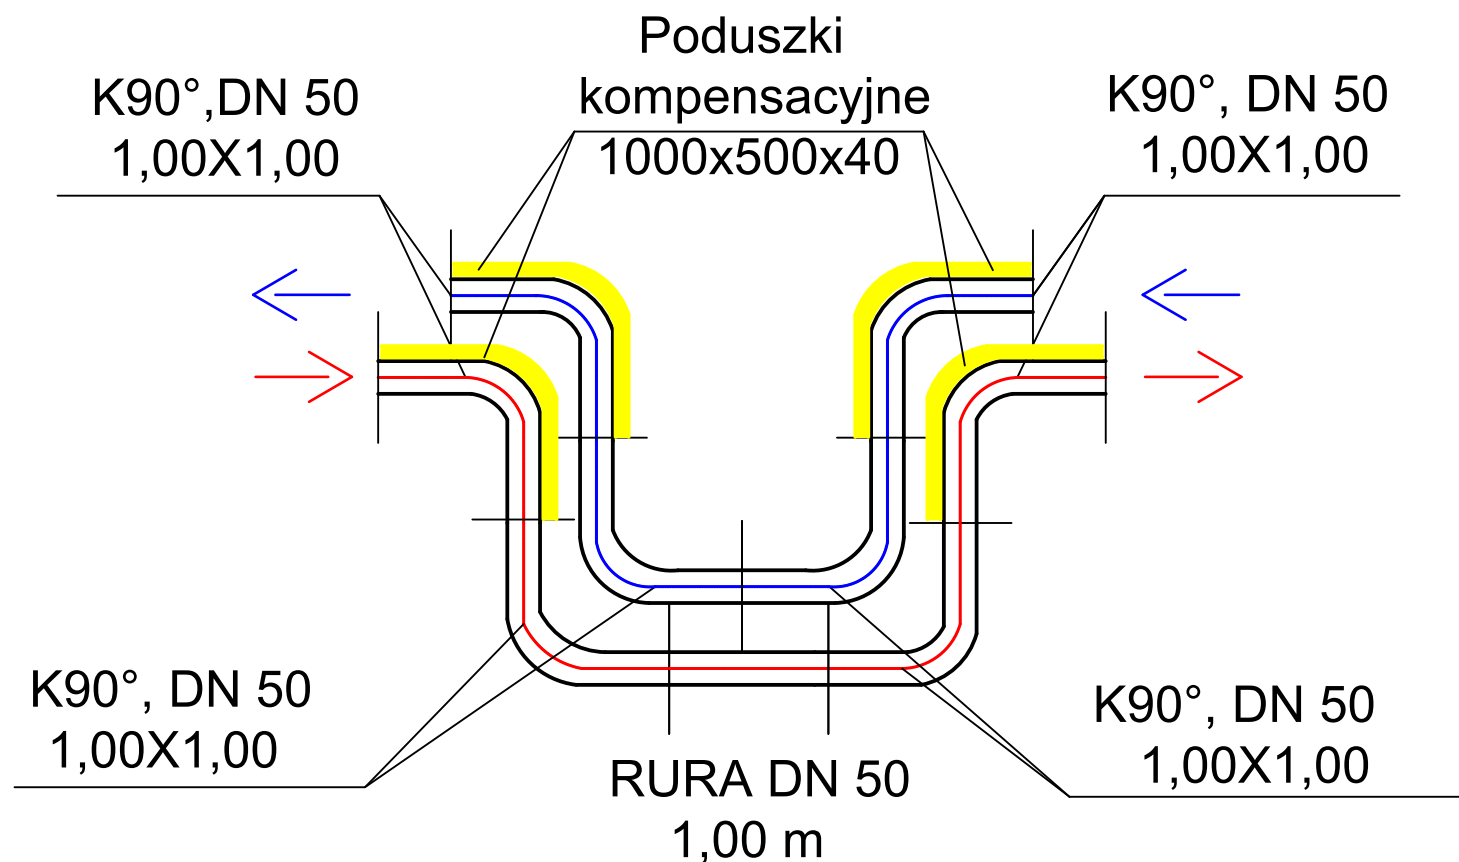 Poduszki
kompensacyjne
1000x500x40
K90°,DN 50
1,00X1,00
K90°, DN 50
1,00X1,00
K90°, DN 50
1,00X1,00
RURA DN 50
1,00 m
K90°, DN 50
1,00X1,00